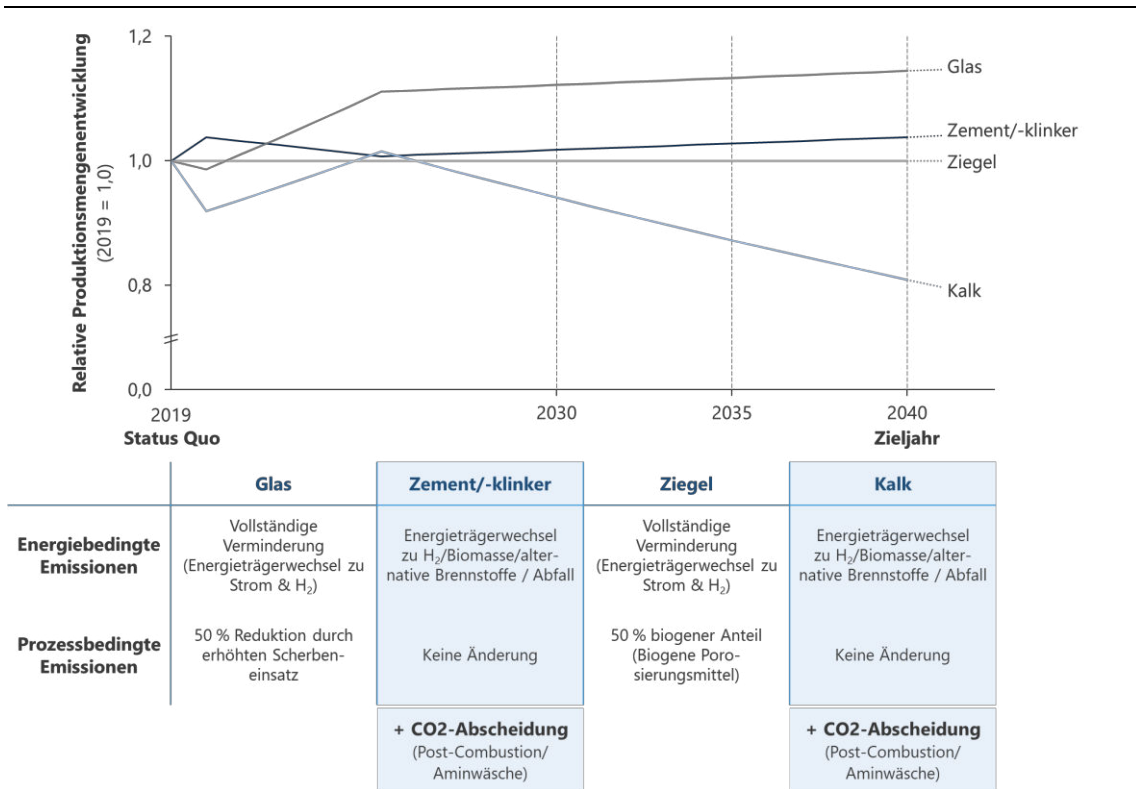 Relative Produktionsmengenentwicklung
(2019 = 1,0)
1,2
1,0
0,8
0,0
Glas
Zement/-klinker
Ziegel
Kalk
2019
2030
2035
2040
Status Quo
Zieljahr
Glas
Zement/-klinker
Ziegel
Kalk
Energiebedingte
Emissionen
Vollständige
Verminderung
(Energieträgerwechsel zu
Strom & H₂)
Energieträgerwechsel
zu H₂/Biomasse/alter-
native Brennstoffe / Abfall
Vollständige
Verminderung
(Energieträgerwechsel zu
Strom & H₂)
Energieträgerwechsel
zu H₂/Biomasse/alter-
native Brennstoffe / Abfall
Prozessbedingte
Emissionen
50 % Reduktion durch
erhöhten Scherben-
einsatz
Keine Änderung
50 % biogener Anteil
(Biogene Poro-
sierungsmittel)
Keine Änderung
+ CO2-Abscheidung
(Post-Combustion/
Aminwäsche)
+ CO2-Abscheidung
(Post-Combustion/
Aminwäsche)